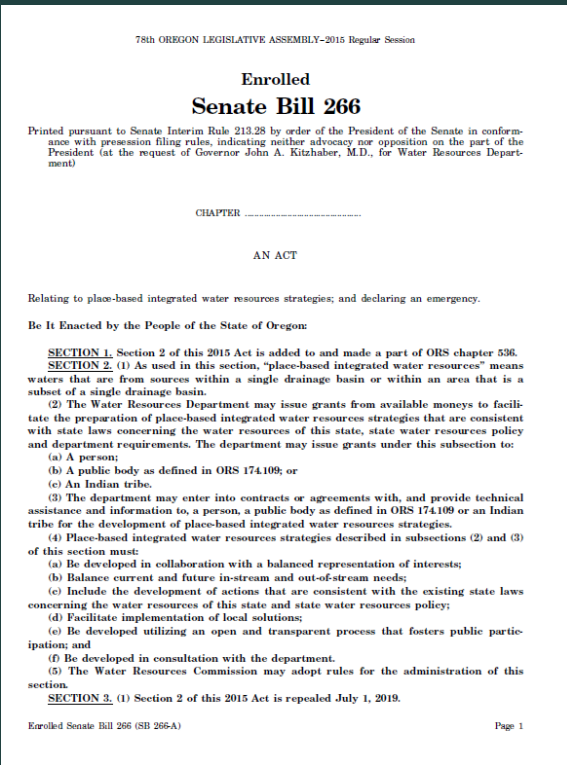 78th OREGON LEGISLATIVE ASSEMBLY–2015 Regular Session
Enrolled
Senate Bill 266
Printed pursuant to Senate Interim Rule 213.28 by order of the President of the Senate in conform-
ance with presession filing rules, indicating neither advocacy nor opposition on the part of the
President (at the request of Governor John A. Kitzhaber, M.D., for Water Resources Depart-
ment)
CHAPTER .................................................
AN ACT
Relating to place-based integrated water resources strategies; and declaring an emergency.
Be It Enacted by the People of the State of Oregon:
SECTION 1. Section 2 of this 2015 Act is added to and made a part of ORS chapter 536.
SECTION 2. (1) As used in this section, “place-based integrated water resources” means
waters that are from sources within a single drainage basin or within an area that is a
subset of a single drainage basin.
(2) The Water Resources Department may issue grants from available moneys to facili-
tate the preparation of place-based integrated water resources strategies that are consistent
with state laws concerning the water resources of this state, state water resources policy
and department requirements. The department may issue grants under this subsection to:
(a) A person;
(b) A public body as defined in ORS 174.109; or
(c) An Indian tribe.
(3) The department may enter into contracts or agreements with, and provide technical
assistance and information to, a person, a public body as defined in ORS 174.109 or an Indian
tribe for the development of place-based integrated water resources strategies.
(4) Place-based integrated water resources strategies described in subsections (2) and (3)
of this section must:
(a) Be developed in collaboration with a balanced representation of interests;
(b) Balance current and future in-stream and out-of-stream needs;
(c) Include the development of actions that are consistent with the existing state laws
concerning the water resources of this state and state water resources policy;
(d) Facilitate implementation of local solutions;
(e) Be developed utilizing an open and transparent process that fosters public partic-
ipation; and
(f) Be developed in consultation with the department.
(5) The Water Resources Commission may adopt rules for the administration of this
section.
SECTION 3. (1) Section 2 of this 2015 Act is repealed July 1, 2019.
Enrolled Senate Bill 266 (SB 266-A) Page 1